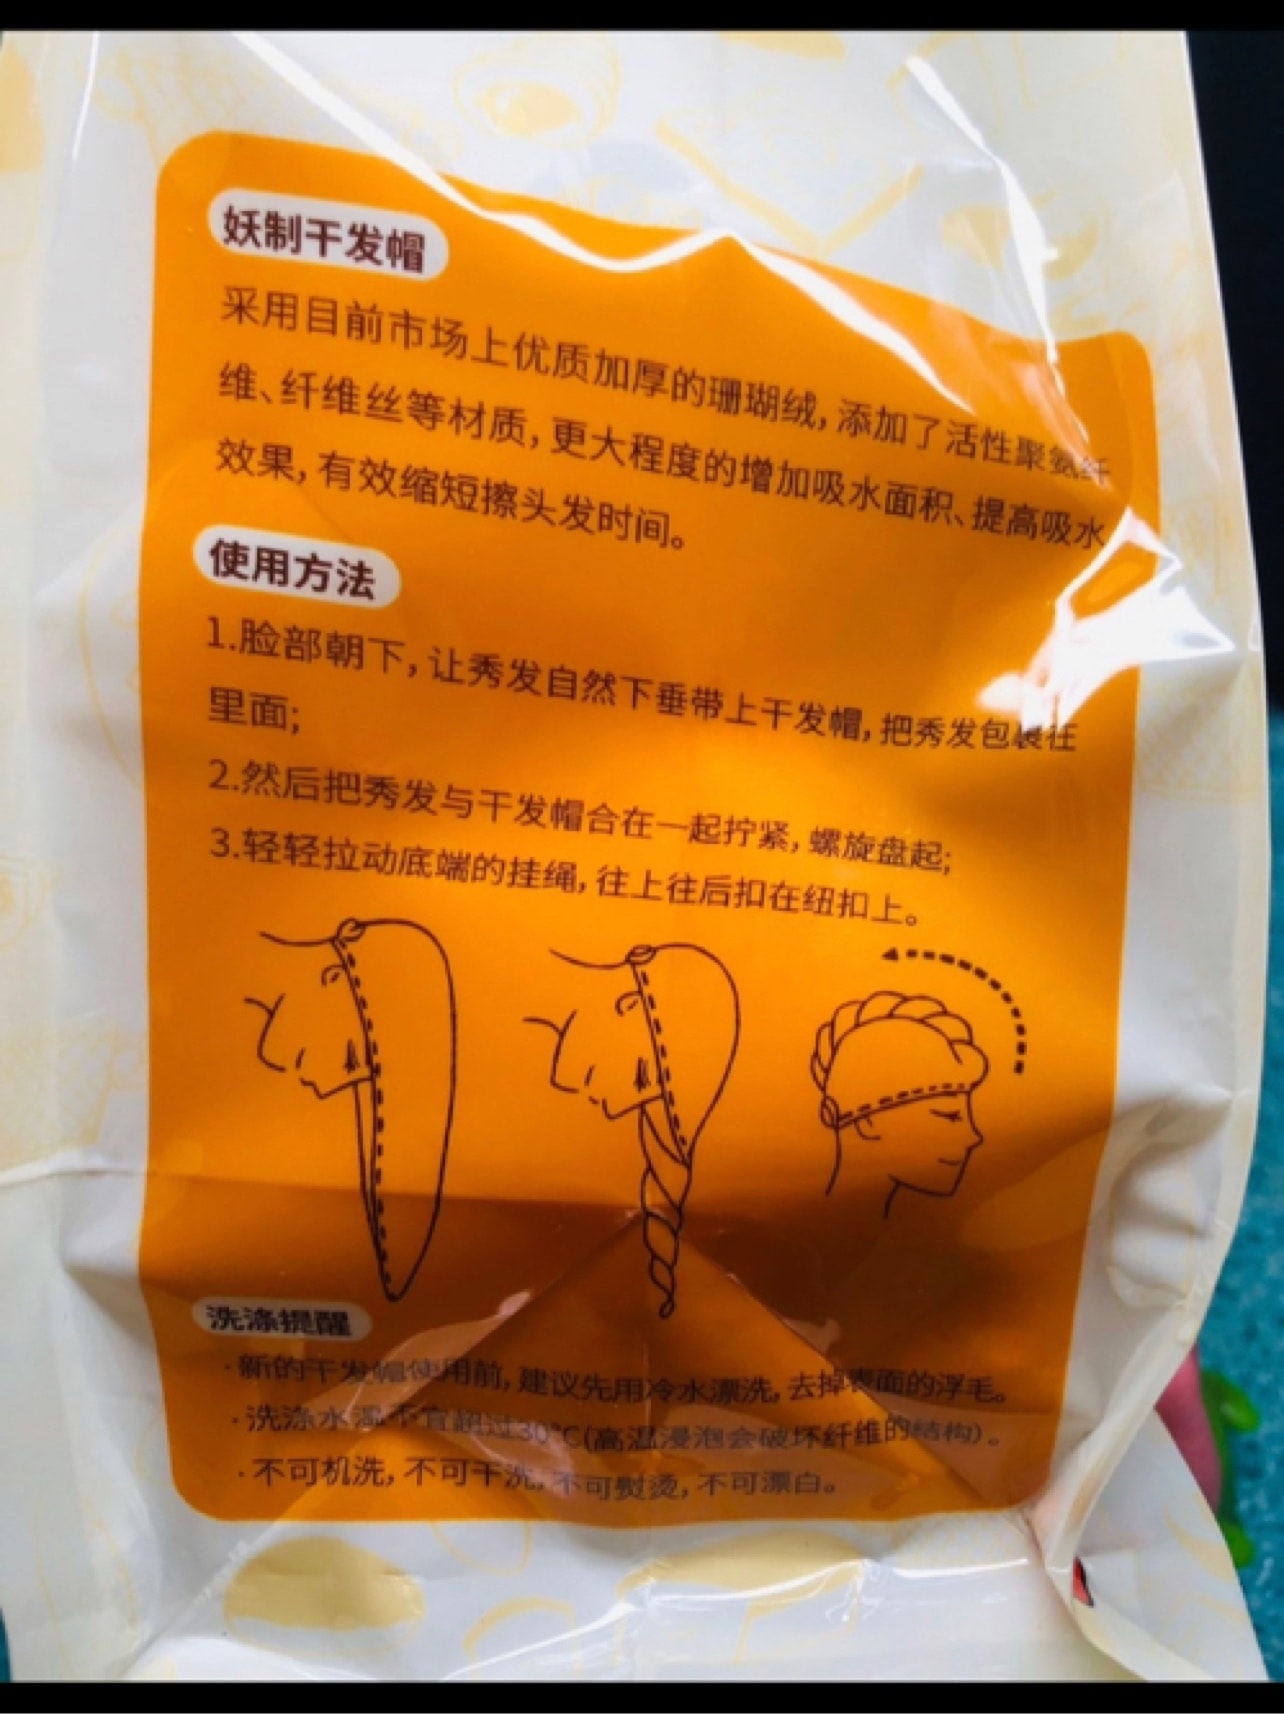 妖制干发帽
采用目前市场上优质加厚的珊瑚绒,添加了活性聚氨纤
维、纤维丝等材质,更大程度的增加吸水面积、提高吸水
效果,有效缩短擦头发时间。
使用方法
1.脸部朝下,让秀发自然下垂带上干发帽,把秀发包裹在
里面;
2.然后把秀发与干发帽合在一起拧紧,螺旋盘起;
3.轻轻拉动底端的挂绳,往上往后扣在纽扣上。
洗涤提醒
·新的干发帽使用前,建议先用冷水漂洗,去掉表面的浮毛。
·洗涤水温不宜超过30°C(高温浸泡会破坏纤维的结构)。
·不可机洗,不可干洗,不可熨烫,不可漂白。